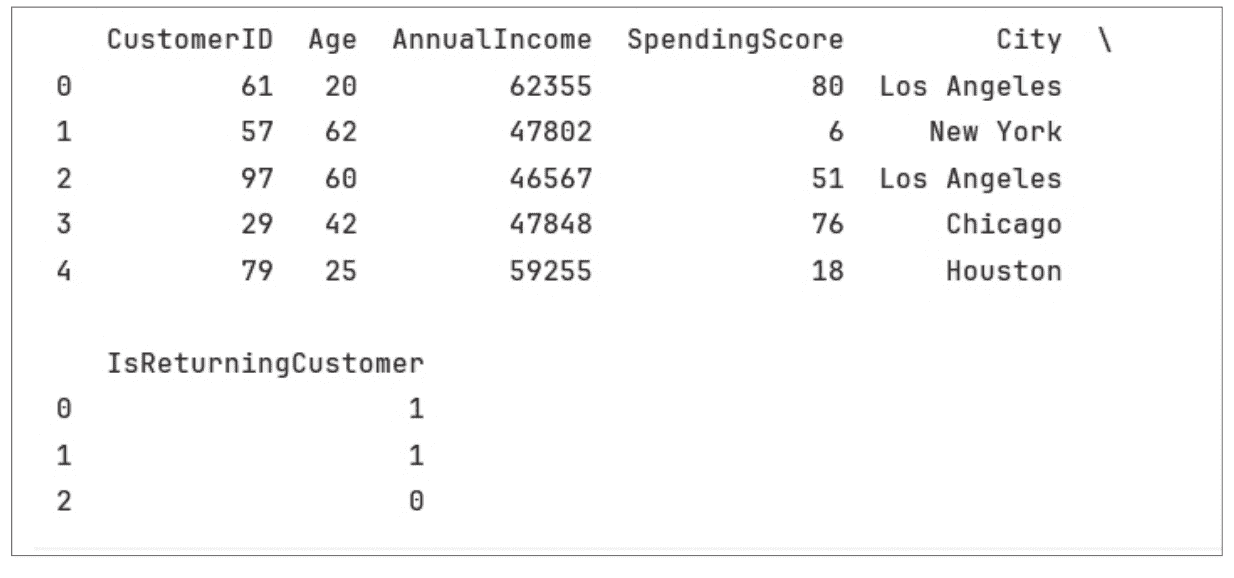 CustomerID Age AnnualIncome SpendingScore City \
0 61 20 62355 80 Los Angeles
1 57 62 47802 6 New York
2 97 60 46567 51 Los Angeles
3 29 42 47848 76 Chicago
4 79 25 59255 18 Houston
IsReturningCustomer
0 1
1 1
2 0